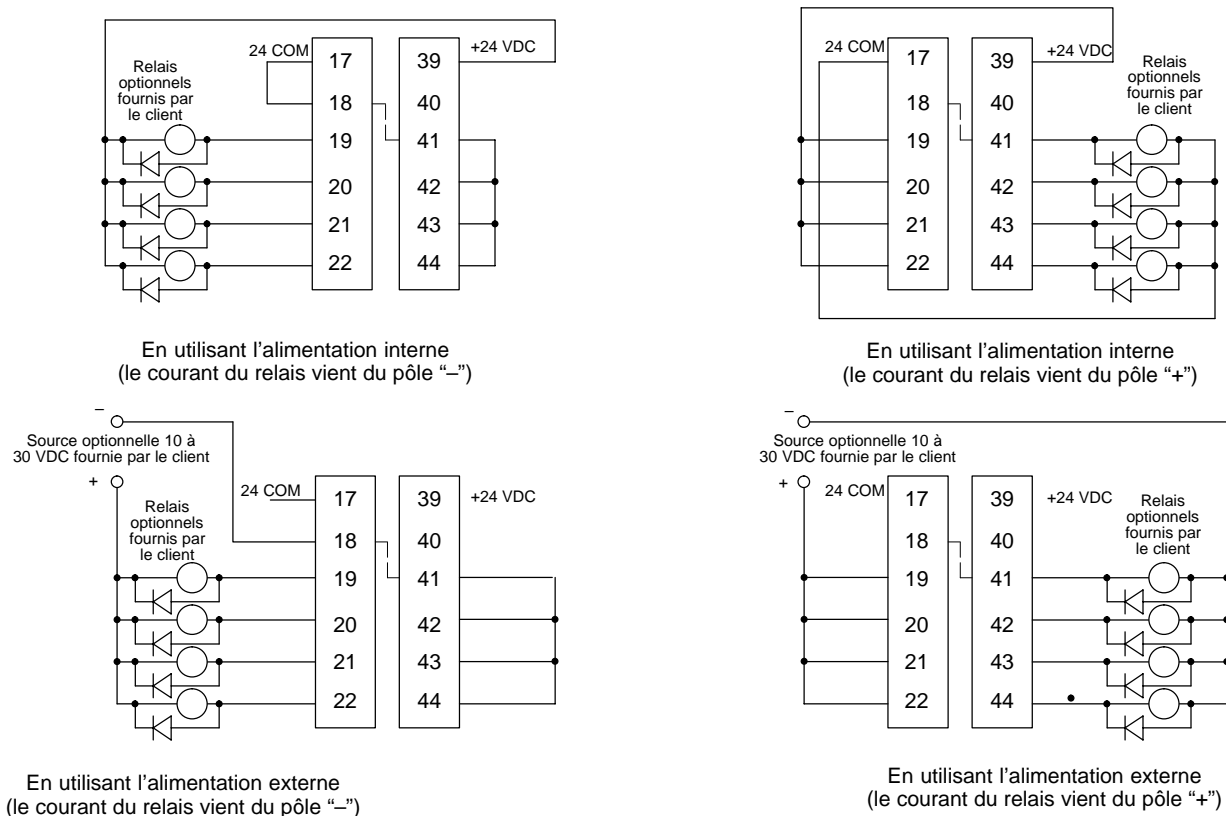 24 COM
17
39
+24 VDC
Relais
optionnels
fournis par
le client
18
40
19
41
20
42
21
43
22
44
En utilisant l’alimentation interne
(le courant du relais vient du pôle “–”)
24 COM
17
39
+24 VDC
Relais
optionnels
fournis par
le client
18
40
19
41
20
42
21
43
22
44
En utilisant l’alimentation interne
(le courant du relais vient du pôle “+”)
–
Source optionnelle 10 à
30 VDC fournie par le client
+
24 COM
17
39
+24 VDC
Relais
optionnels
fournis par
le client
18
40
19
41
20
42
21
43
22
44
En utilisant l’alimentation externe
(le courant du relais vient du pôle “–”)
–
Source optionnelle 10 à
30 VDC fournie par le client
+
24 COM
17
39
+24 VDC
Relais
optionnels
fournis par
le client
18
40
19
41
20
42
21
43
22
44
En utilisant l’alimentation externe
(le courant du relais vient du pôle “+”)